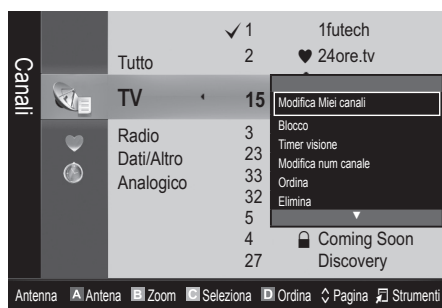 Canali
✓ 1 1futech
Tutto 2 ♥ 24ore.tv
TV 15
Modifica Miei canali
Blocco
Timer visione
Modifica num canale
Ordina
Elimina
▼
Radio 3
Dati/Altro 23
Analogico 33
32
5
4 Coming Soon
27 Discovery
Antenna A Antena B Zoom C Seleziona D Ordina Pagina Strumenti